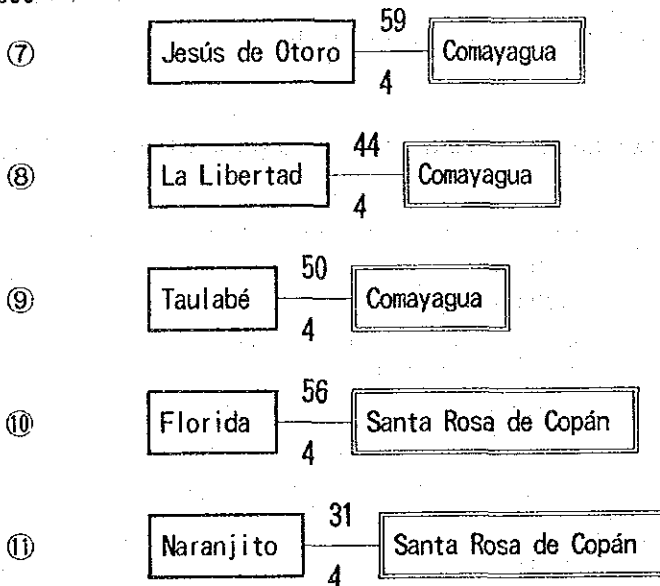 59
⑦ Jesús de Otoro Comayagua
4
44
⑧ La Libertad Comayagua
4
50
⑨ Taulabé Comayagua
4
56
⑩ Florida Santa Rosa de Copán
4
31
⑪ Naranjito Santa Rosa de Copán
4